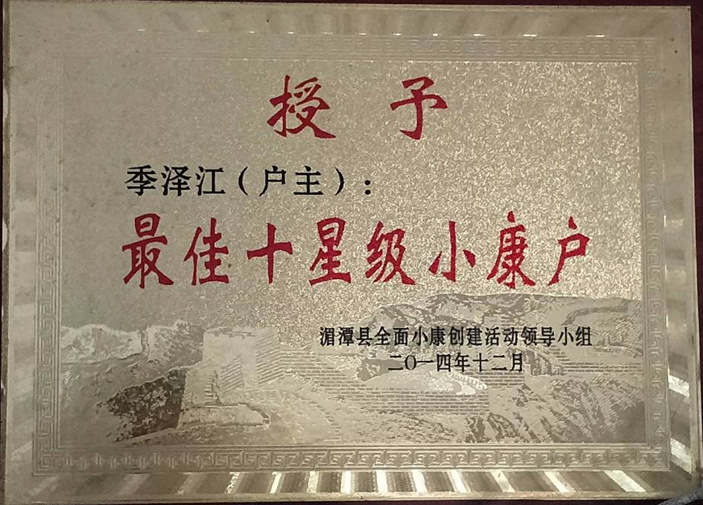 授予
季泽江（户主）：
最佳十星级小康户
湄潭县全面小康创建活动领导小组
二〇一四年十二月